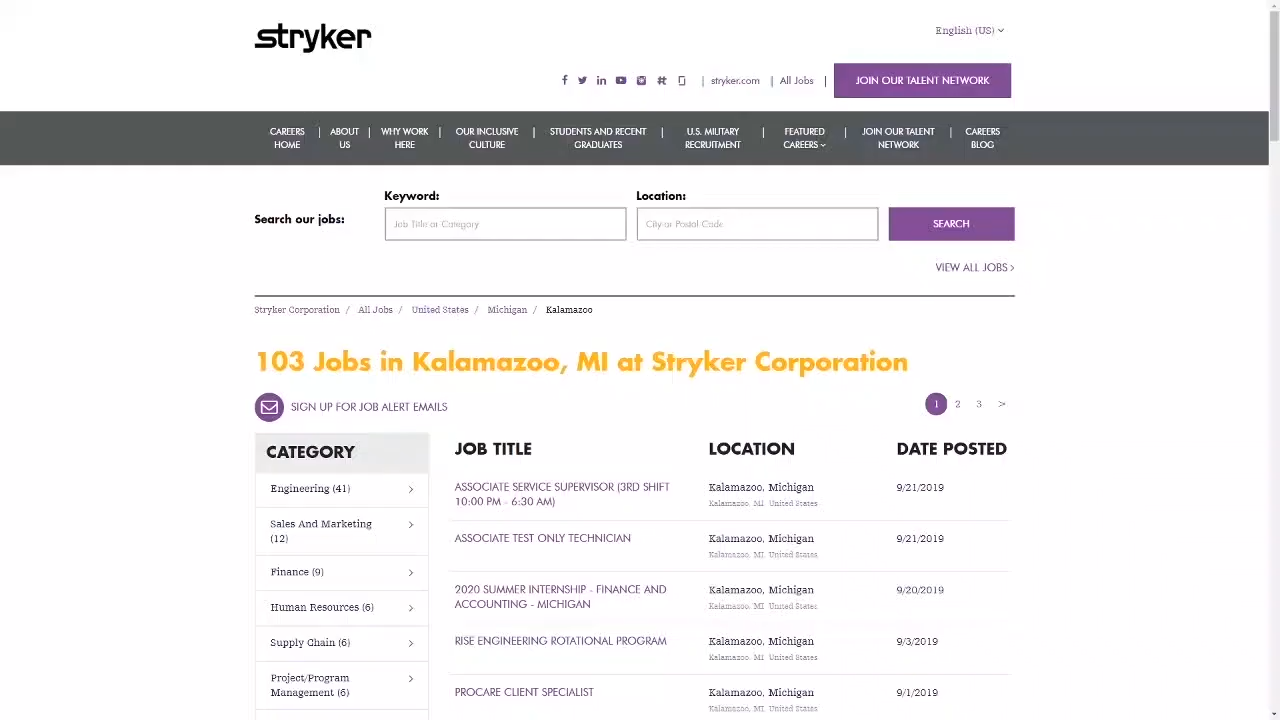 stryker
English (US)
| stryker.com | All Jobs | JOIN OUR TALENT NETWORK
CAREERS HOME | ABOUT US | WHY WORK HERE | OUR INCLUSIVE CULTURE | STUDENTS AND RECENT GRADUATES | U.S. MILITARY RECRUITMENT | FEATURED CAREERS | JOIN OUR TALENT NETWORK | CAREERS BLOG
Search our jobs:
Keyword:
Job Title or Category
Location:
City or Postal Code
SEARCH
VIEW ALL JOBS >
Stryker Corporation / All Jobs / United States / Michigan / Kalamazoo
103 Jobs in Kalamazoo, MI at Stryker Corporation
SIGN UP FOR JOB ALERT EMAILS
1 2 3 >
CATEGORY
Engineering (41)
Sales And Marketing
(12)
Finance (9)
Human Resources (6)
Supply Chain (6)
Project/Program
Management (6)
JOB TITLE LOCATION DATE POSTED
ASSOCIATE SERVICE SUPERVISOR (3RD SHIFT
10:00 PM - 6:30 AM)
Kalamazoo, Michigan
Kalamazoo, MI United States
9/21/2019
ASSOCIATE TEST ONLY TECHNICIAN
Kalamazoo, Michigan
Kalamazoo, MI United States
9/21/2019
2020 SUMMER INTERNSHIP - FINANCE AND
ACCOUNTING - MICHIGAN
Kalamazoo, Michigan
Kalamazoo, MI United States
9/20/2019
RISE ENGINEERING ROTATIONAL PROGRAM
Kalamazoo, Michigan
Kalamazoo, MI United States
9/3/2019
PROCARE CLIENT SPECIALIST
Kalamazoo, Michigan
Kalamazoo, MI United States
9/1/2019